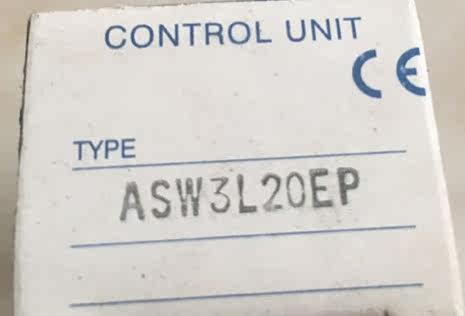 CONTROL UNIT
CE
TYPE
ASW3L20EP